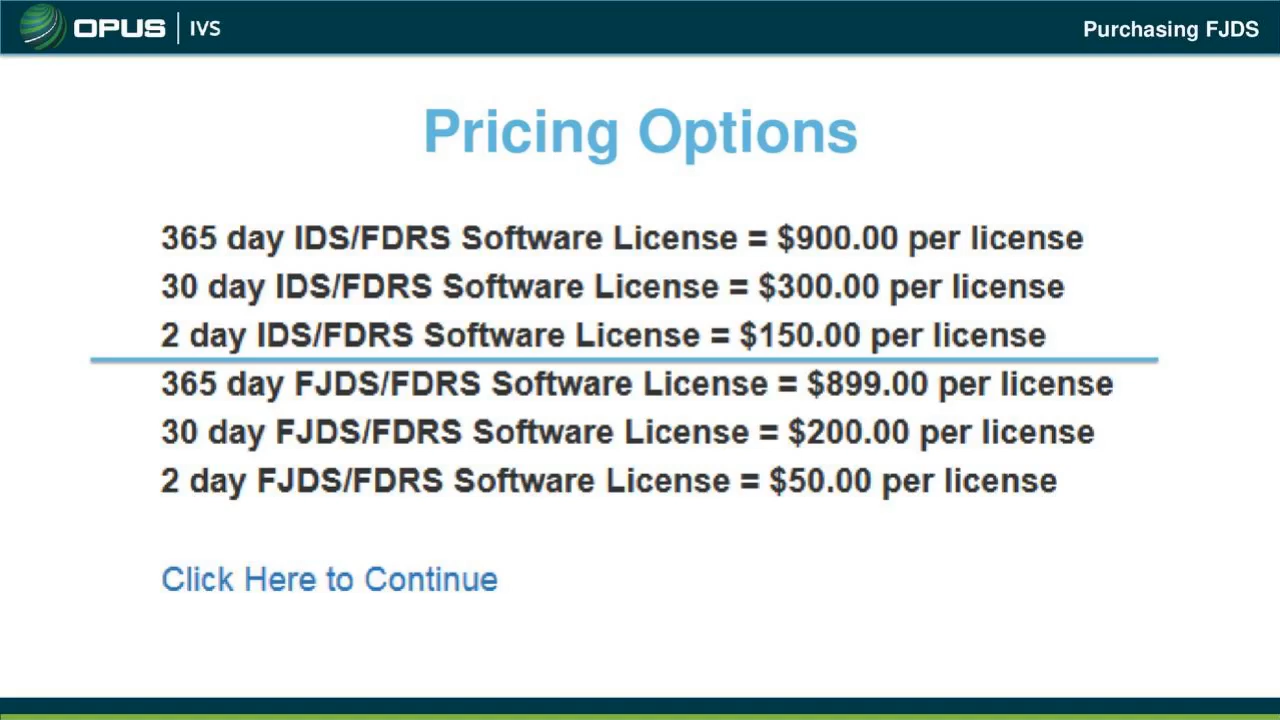 OPUS | IVS
Purchasing FJDS
Pricing Options
365 day IDS/FDRS Software License = $900.00 per license
30 day IDS/FDRS Software License = $300.00 per license
2 day IDS/FDRS Software License = $150.00 per license
365 day FJDS/FDRS Software License = $899.00 per license
30 day FJDS/FDRS Software License = $200.00 per license
2 day FJDS/FDRS Software License = $50.00 per license
Click Here to Continue